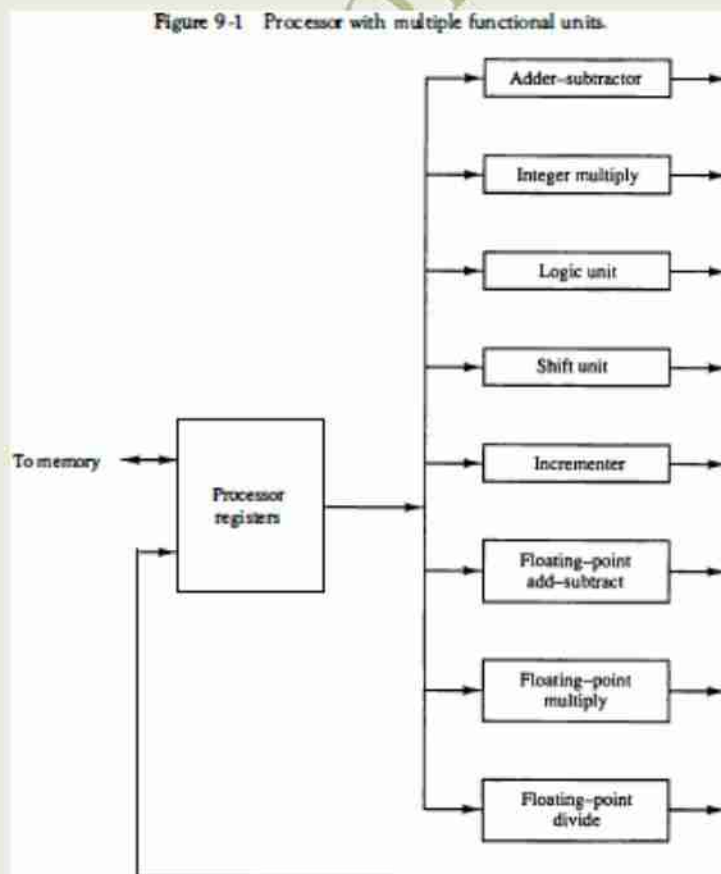 Figure 9-1 Processor with multiple functional units.
Adder–subtractor
Integer multiply
Logic unit
Shift unit
To memory
Incrementer
Processor
registers
Floating–point
add–subtract
Floating–point
multiply
Floating–point
divide